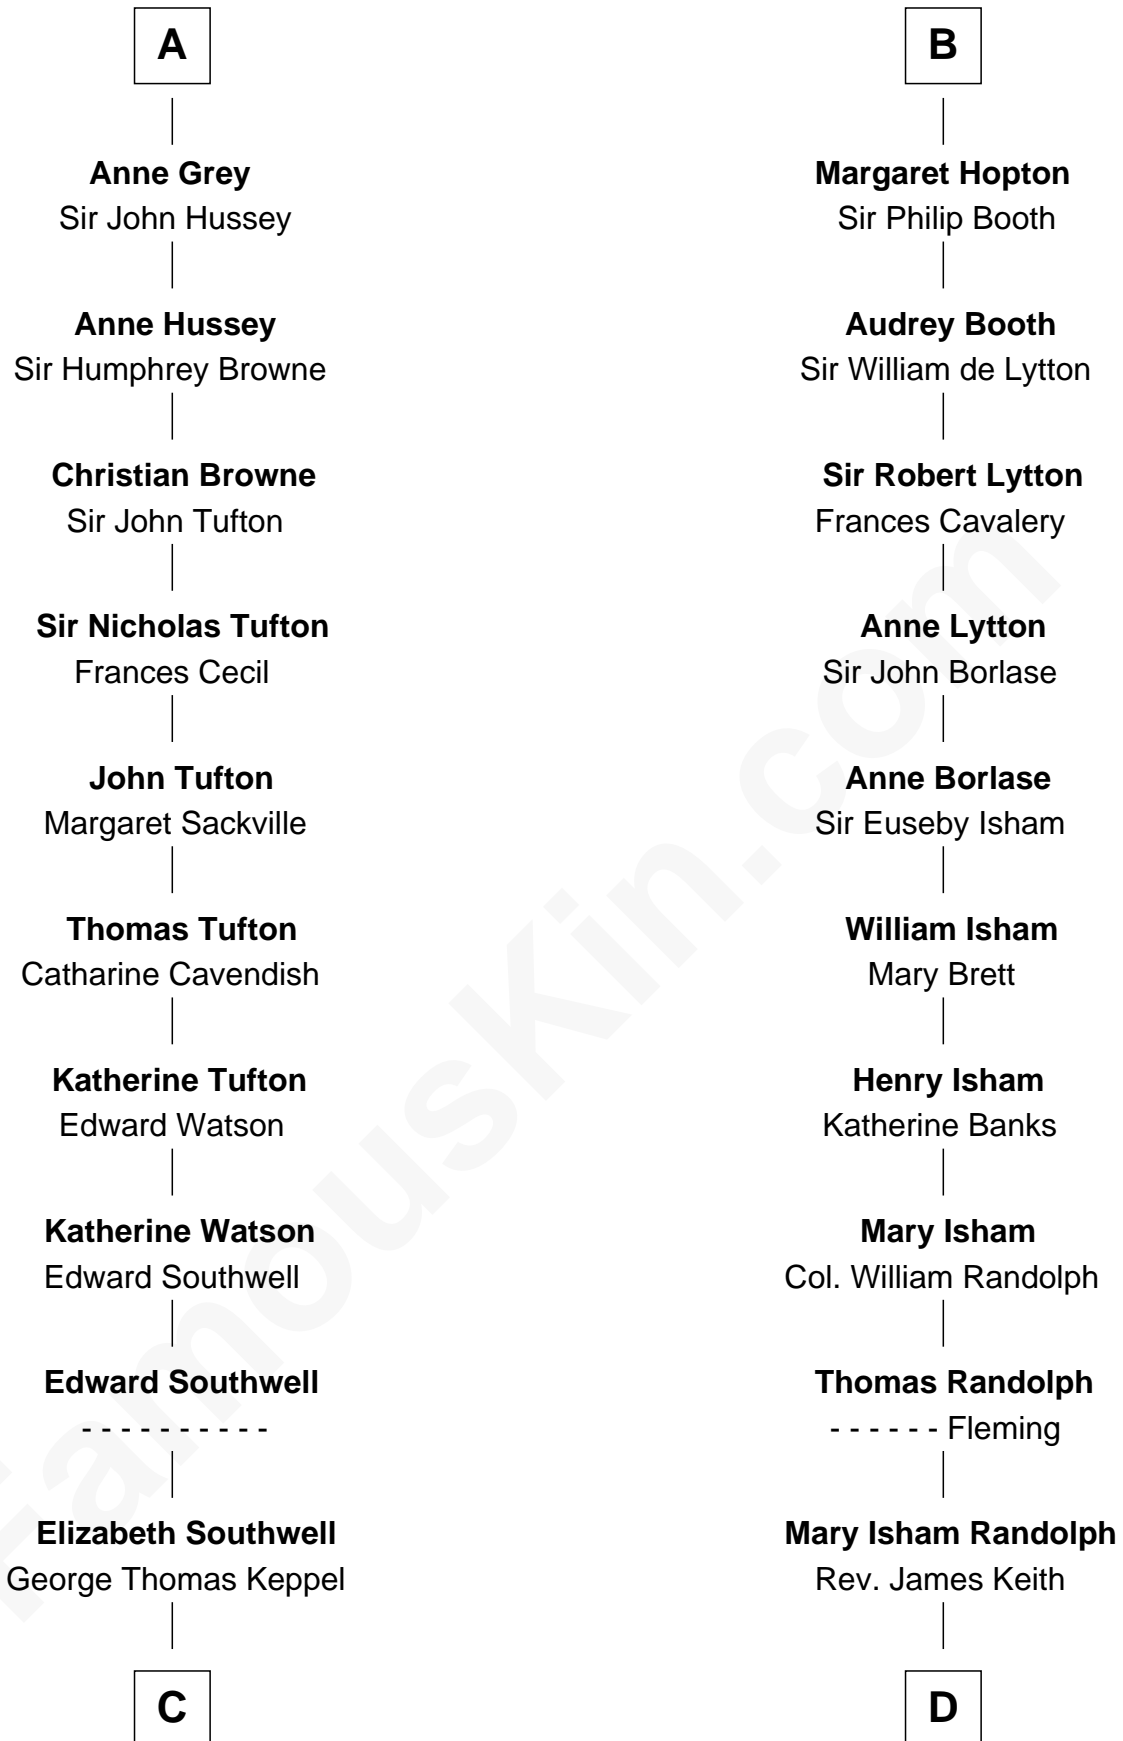 A
Anne Grey
Sir John Hussey
Anne Hussey
Sir Humphrey Browne
Christian Browne
Sir John Tufton
Sir Nicholas Tufton
Frances Cecil
John Tufton
Margaret Sackville
Thomas Tufton
Catharine Cavendish
Katherine Tufton
Edward Watson
Katherine Watson
Edward Southwell
Edward Southwell
- - - - - - - - - -
Elizabeth Southwell
George Thomas Keppel
C
B
Margaret Hopton
Sir Philip Booth
Audrey Booth
Sir William de Lytton
Sir Robert Lytton
Frances Cavalery
Anne Lytton
Sir John Borlase
Anne Borlase
Sir Euseby Isham
William Isham
Mary Brett
Henry Isham
Katherine Banks
Mary Isham
Col. William Randolph
Thomas Randolph
- - - - - - Fleming
Mary Isham Randolph
Rev. James Keith
D
FamousKin.com